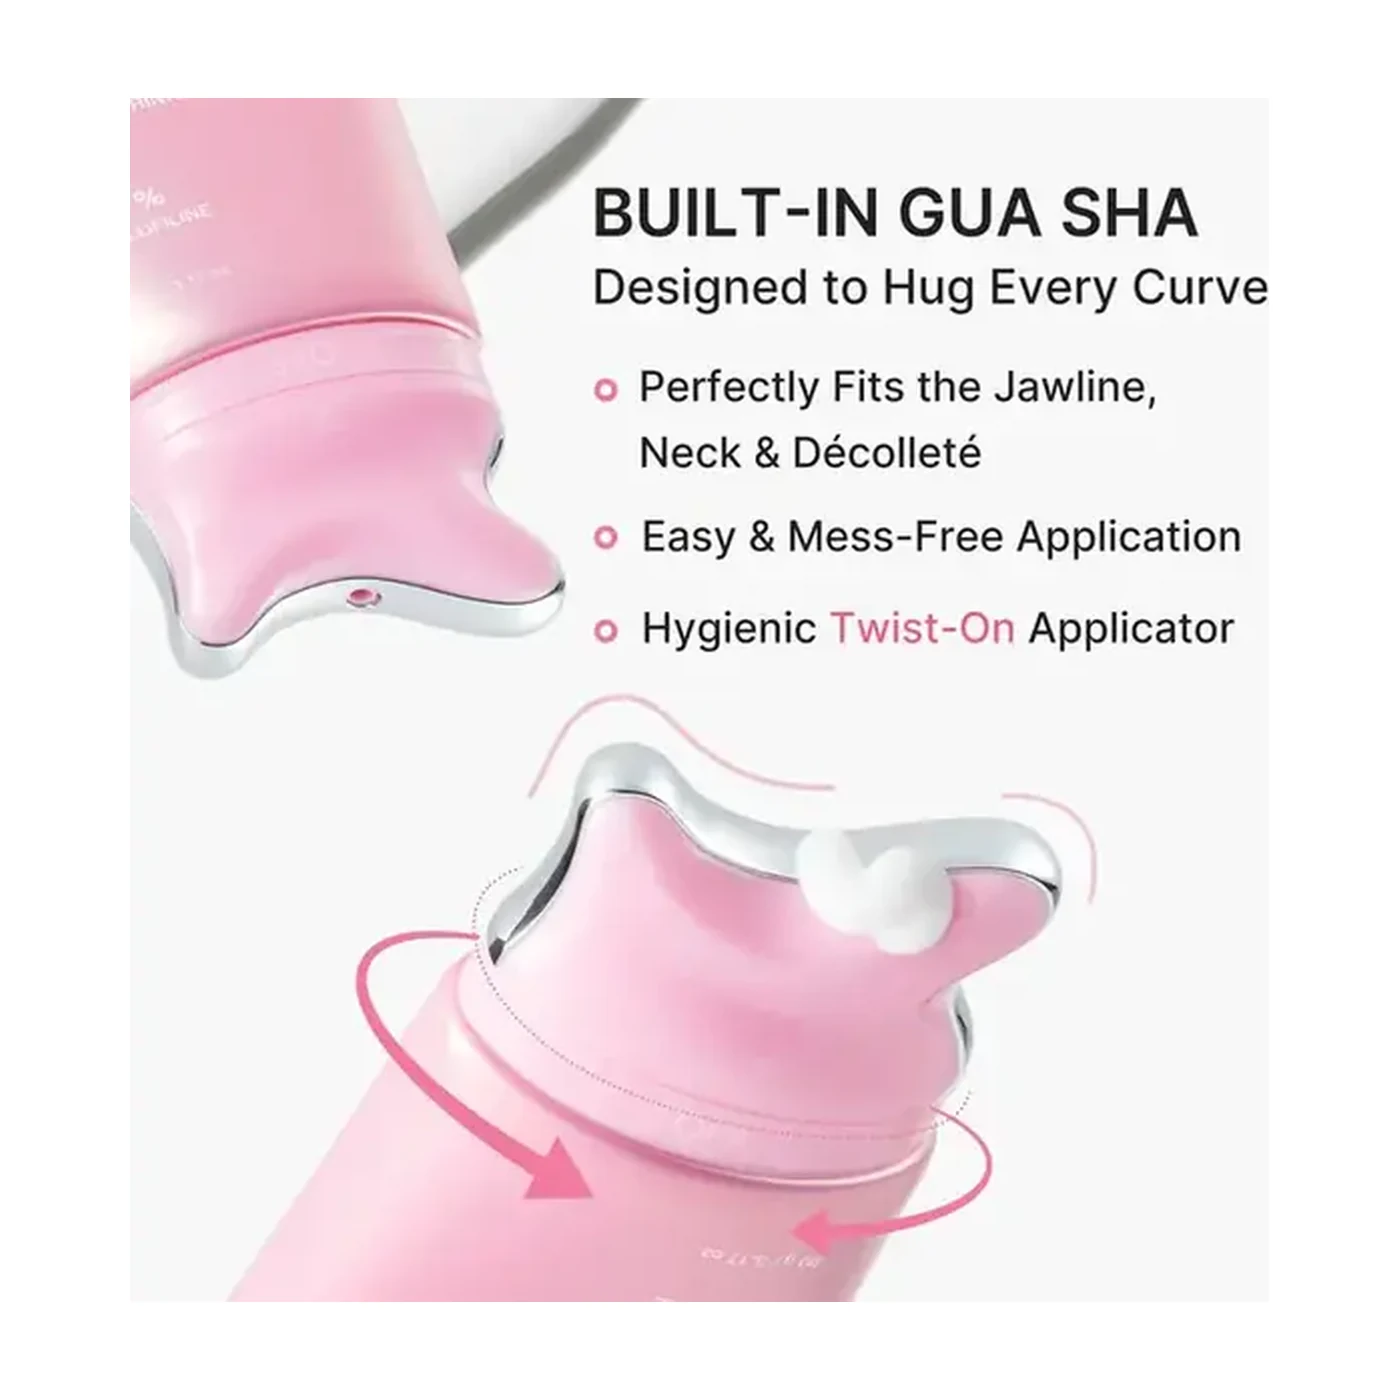 BUILT-IN GUA SHA
Designed to Hug Every Curve
Perfectly Fits the Jawline,
Neck & Décolleté
Easy & Mess-Free Application
Hygienic Twist-On Applicator
%